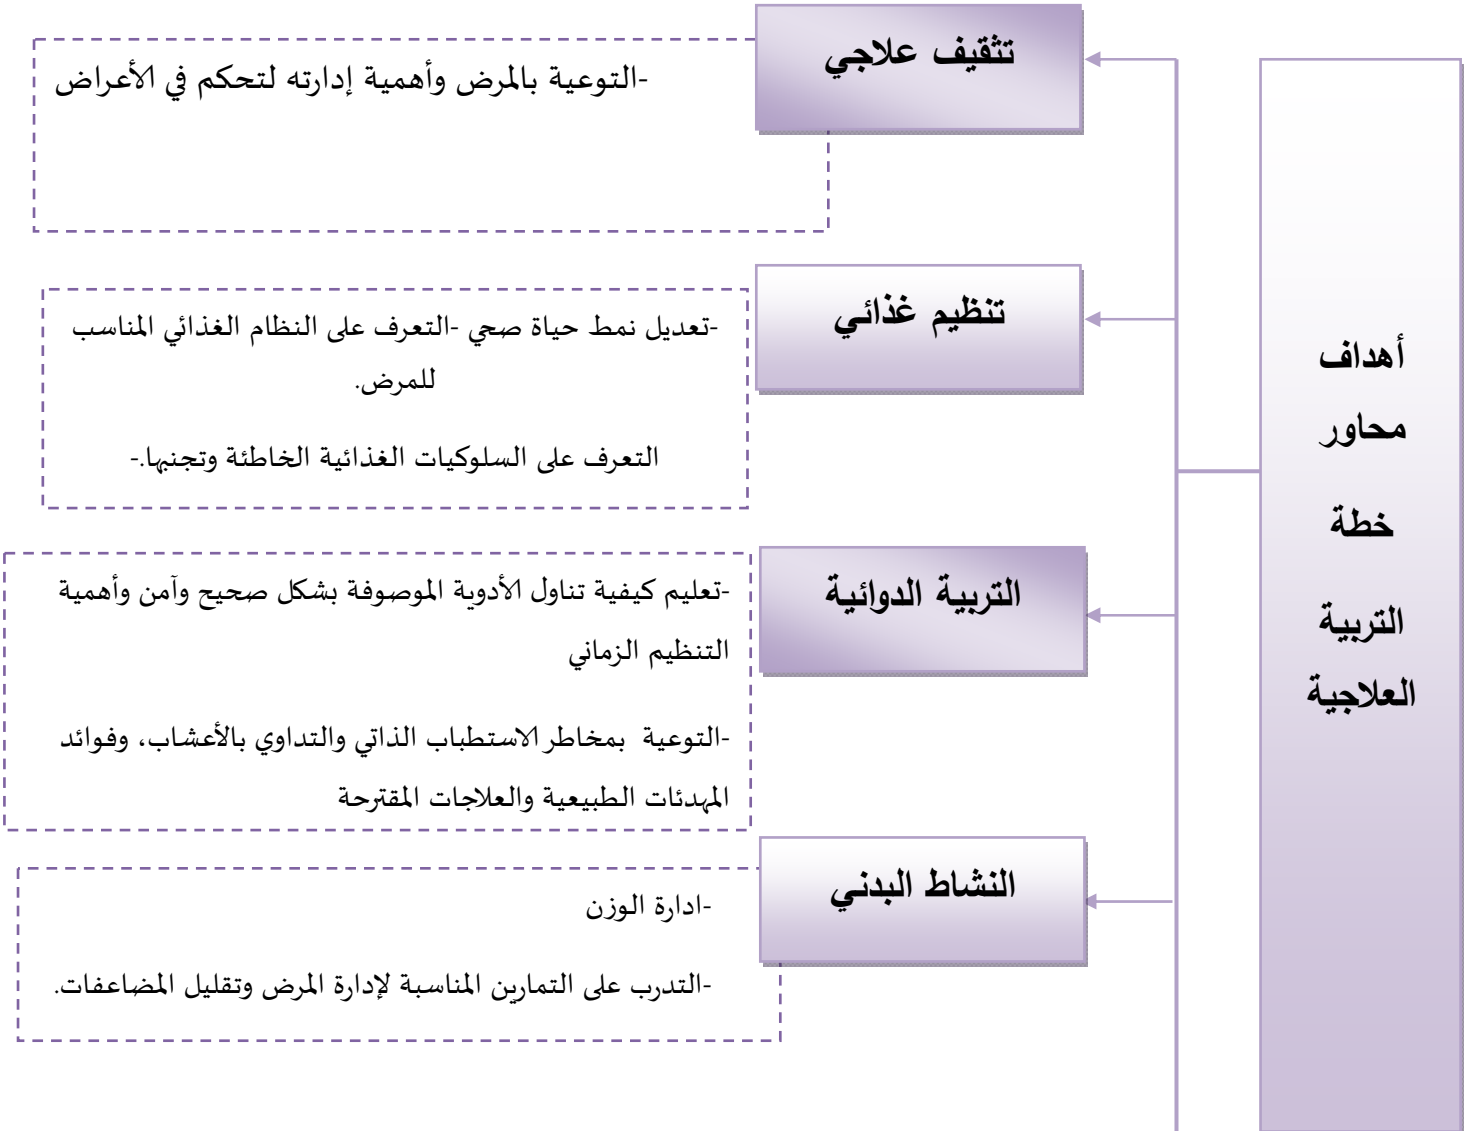 أهداف
محاور
خطة
التربية
العلاجية
تثقيف علاجي
-التوعية بالمرض وأهمية إدارته لتحكم في الأعراض
تنظيم غذائي
-تعديل نمط حياة صحي -التعرف على النظام الغذائي المناسب
للمرض.
التعرف على السلوكيات الغذائية الخاطئة وتجنبها.-
التربية الدوائية
-تعليم كيفية تناول الأدوية الموصوفة بشكل صحيح وآمن وأهمية
التنظيم الزماني
-التوعية بمخاطر الاستطباب الذاتي والتداوي بالأعشاب، وفوائد
المهدئات الطبيعية والعلاجات المقترحة
النشاط البدني
-ادارة الوزن
-التدرب على التمارين المناسبة لإدارة المرض وتقليل المضاعفات.